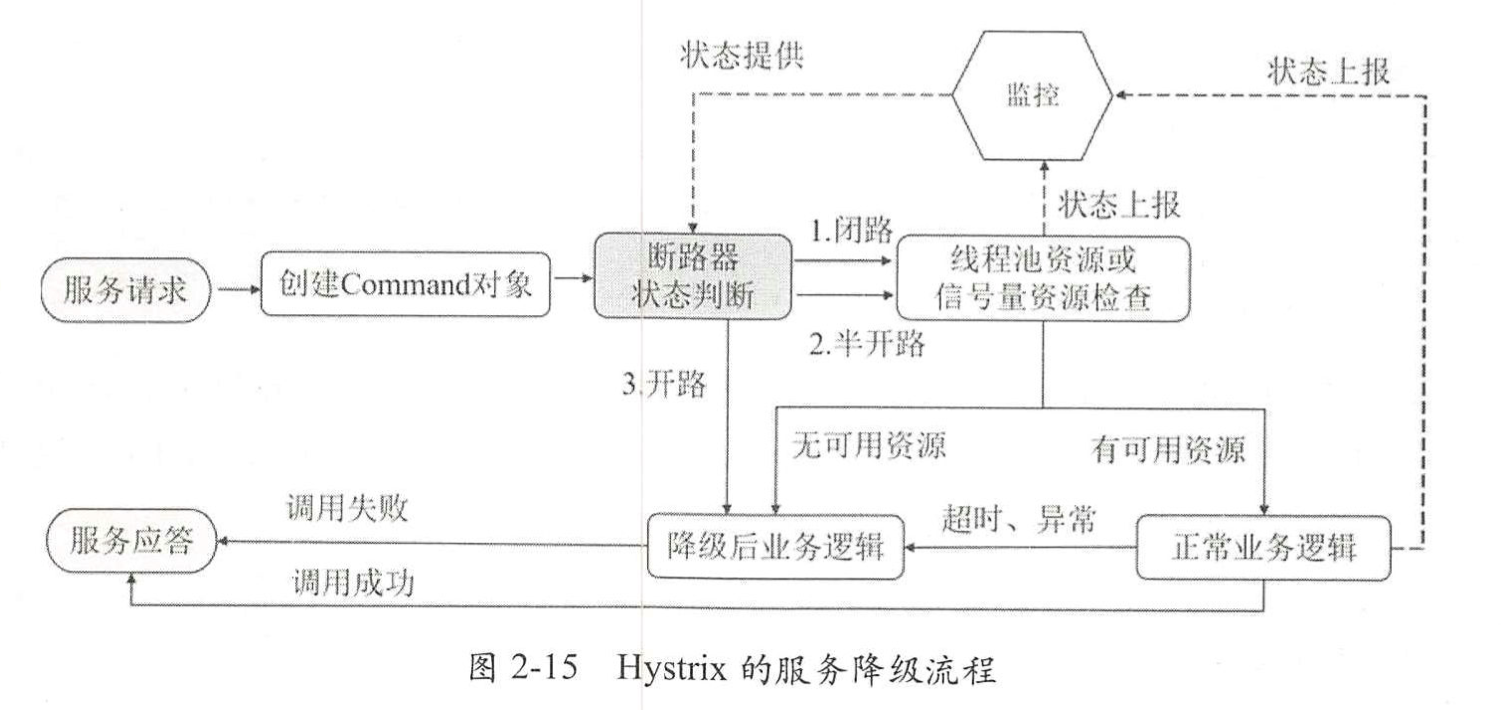 状态提供
监控
状态上报
状态上报
1.闭路
服务请求
创建Command对象
断路器
状态判断
线程池资源或
信号量资源检查
2.半开路
3.开路
无可用资源
有可用资源
调用失败
超时、异常
服务应答
降级后业务逻辑
正常业务逻辑
调用成功
图 2-15 Hystrix 的服务降级流程